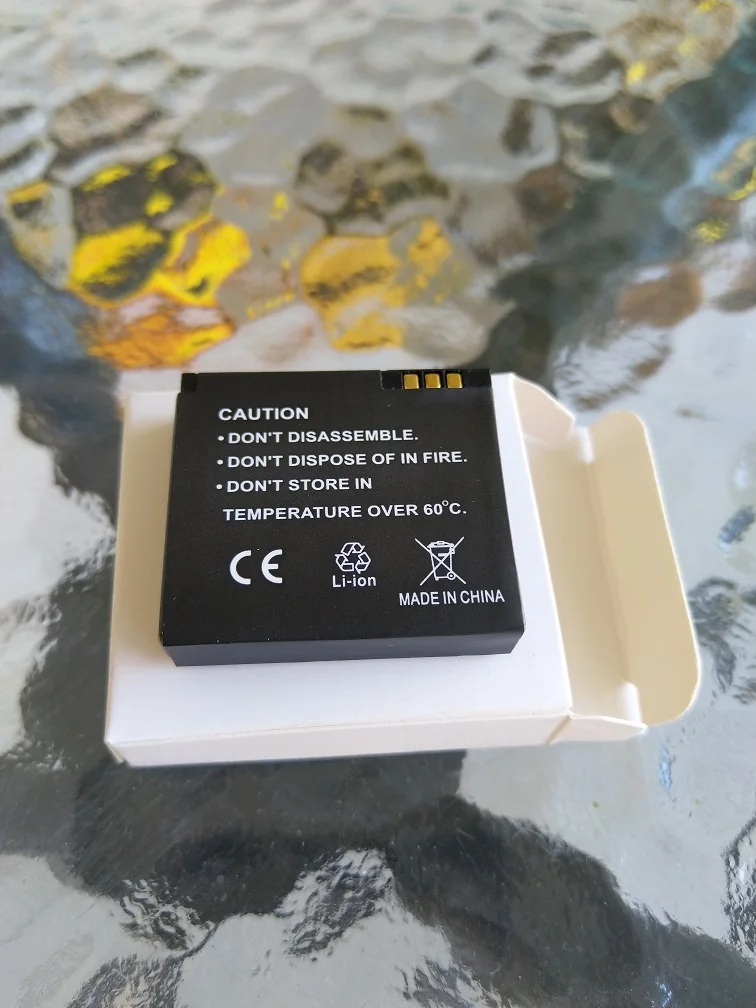 CAUTION
• DON'T DISASSEMBLE.
• DON'T DISPOSE OF IN FIRE.
• DON'T STORE IN
TEMPERATURE OVER 60°C.
CE
Li-ion
MADE IN CHINA